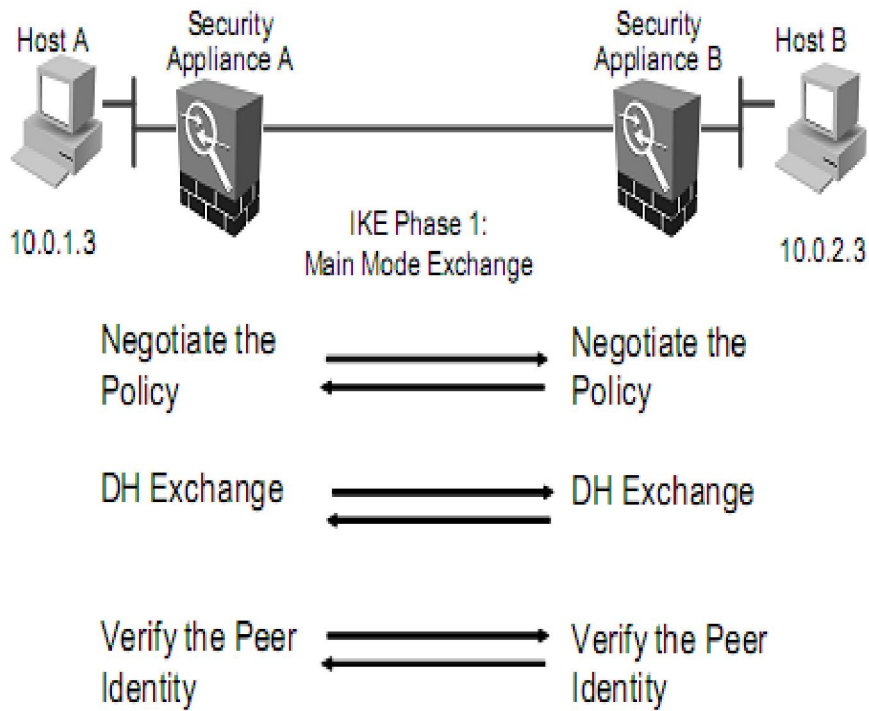 Host A
Security
Appliance A
Security
Appliance B
Host B
10.0.1.3
IKE Phase 1:
Main Mode Exchange
10.0.2.3
Negotiate the
Policy
Negotiate the
Policy
DH Exchange
DH Exchange
Verify the Peer
Identity
Verify the Peer
Identity